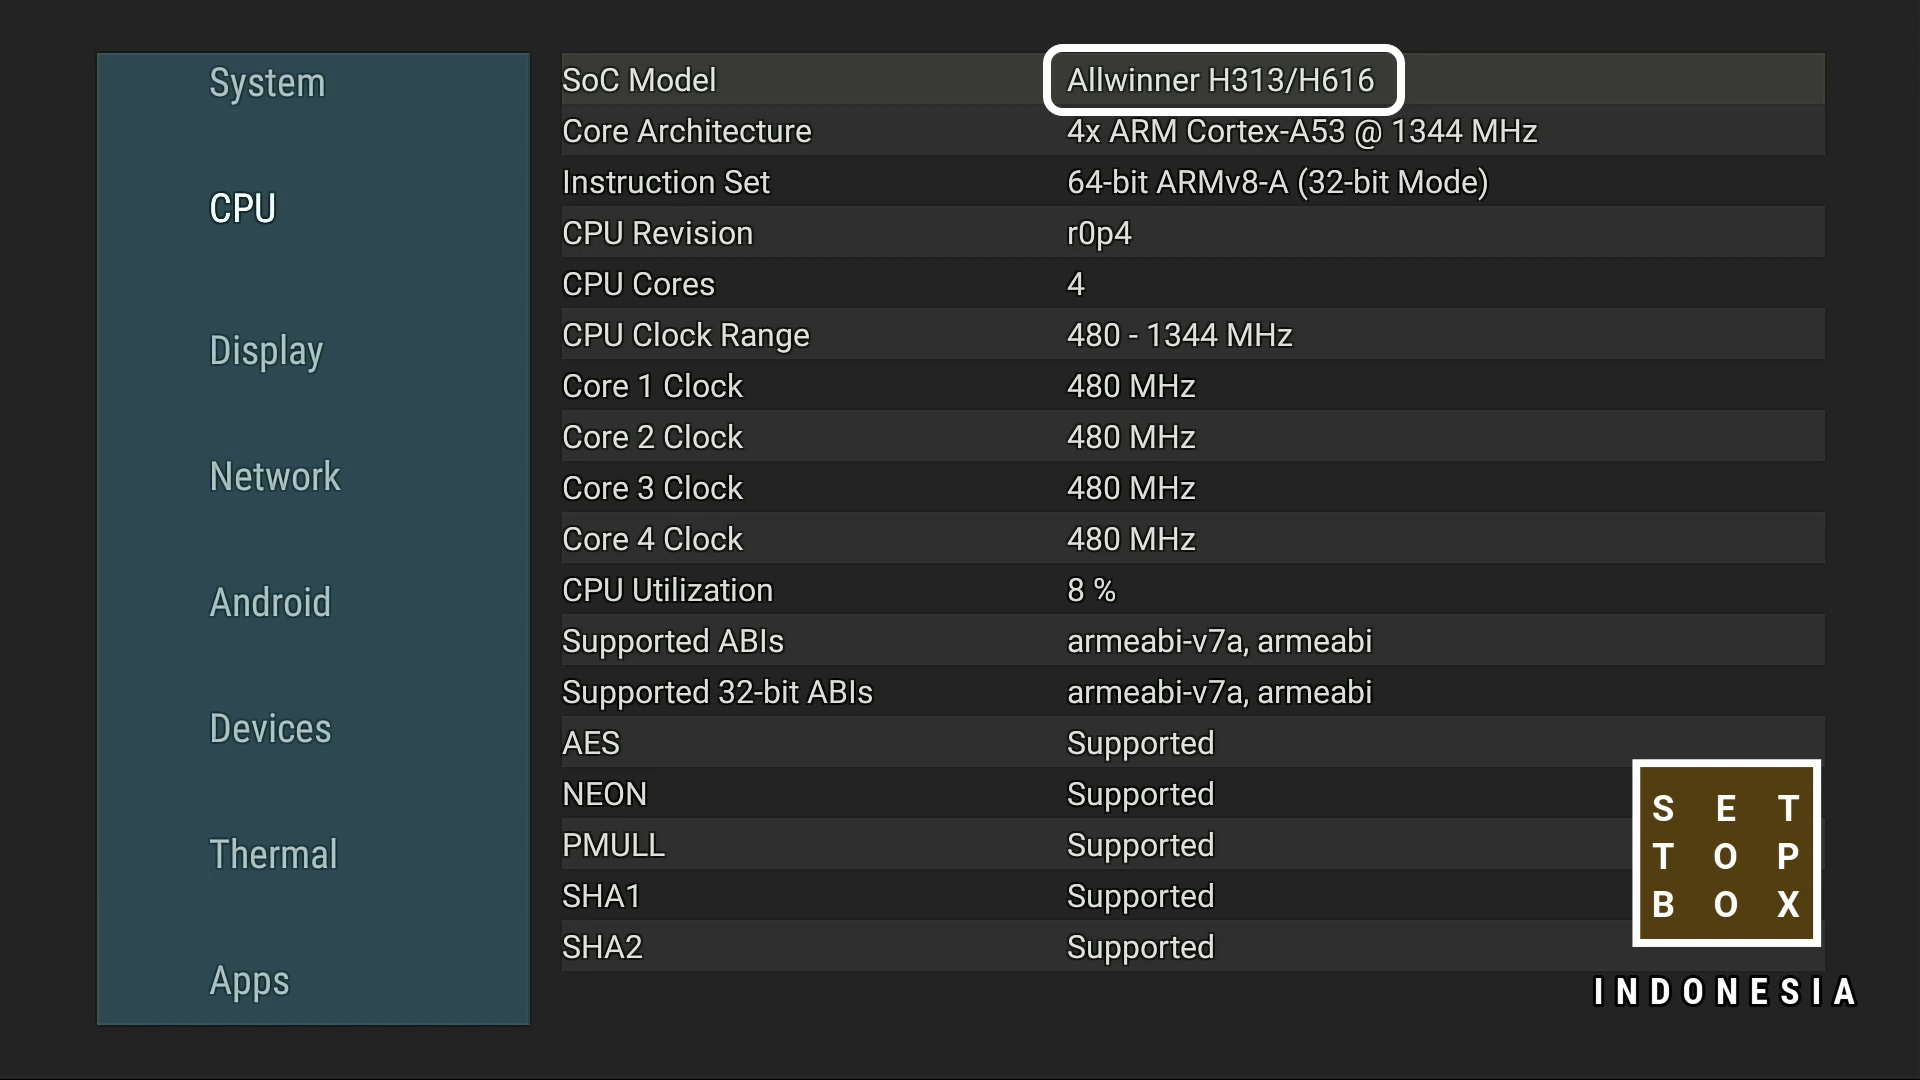 System
CPU
Display
Network
Android
Devices
Thermal
Apps
SoC Model Allwinner H313/H616
Core Architecture 4x ARM Cortex-A53 @ 1344 MHz
Instruction Set 64-bit ARMv8-A (32-bit Mode)
CPU Revision r0p4
CPU Cores 4
CPU Clock Range 480 - 1344 MHz
Core 1 Clock 480 MHz
Core 2 Clock 480 MHz
Core 3 Clock 480 MHz
Core 4 Clock 480 MHz
CPU Utilization 8 %
Supported ABIs armeabi-v7a, armeabi
Supported 32-bit ABIs armeabi-v7a, armeabi
AES Supported
NEON Supported
PMULL Supported
SHA1 Supported
SHA2 Supported
SET
TOP
BOX
INDONESIA